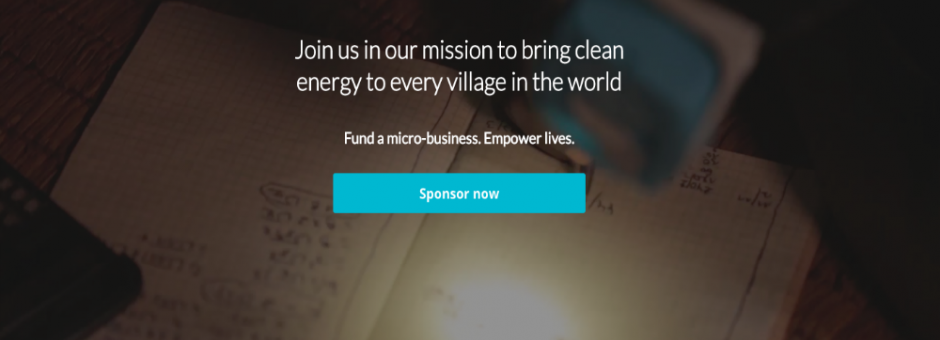 Join us in our mission to bring clean
energy to every village in the world
Fund a micro-business. Empower lives.
Sponsor now